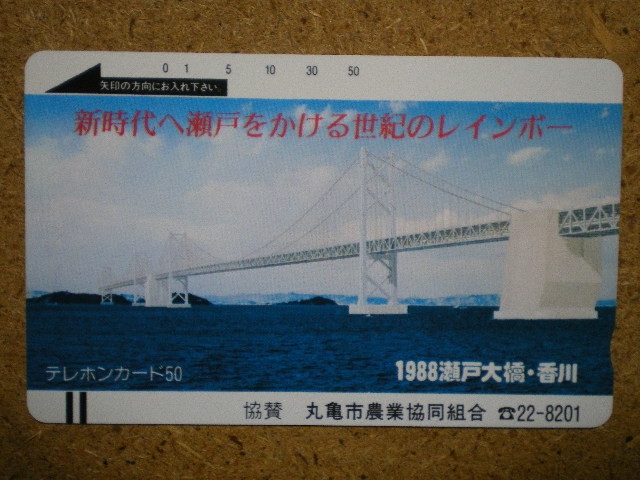 0 1 5 10 30 50
矢印の方向にお入れ下さい
新時代へ瀬戸をかける世紀のレインボー
テレホンカード50
1988瀬戸大橋・香川
協賛 丸亀市農業協同組合 ☎22-8201